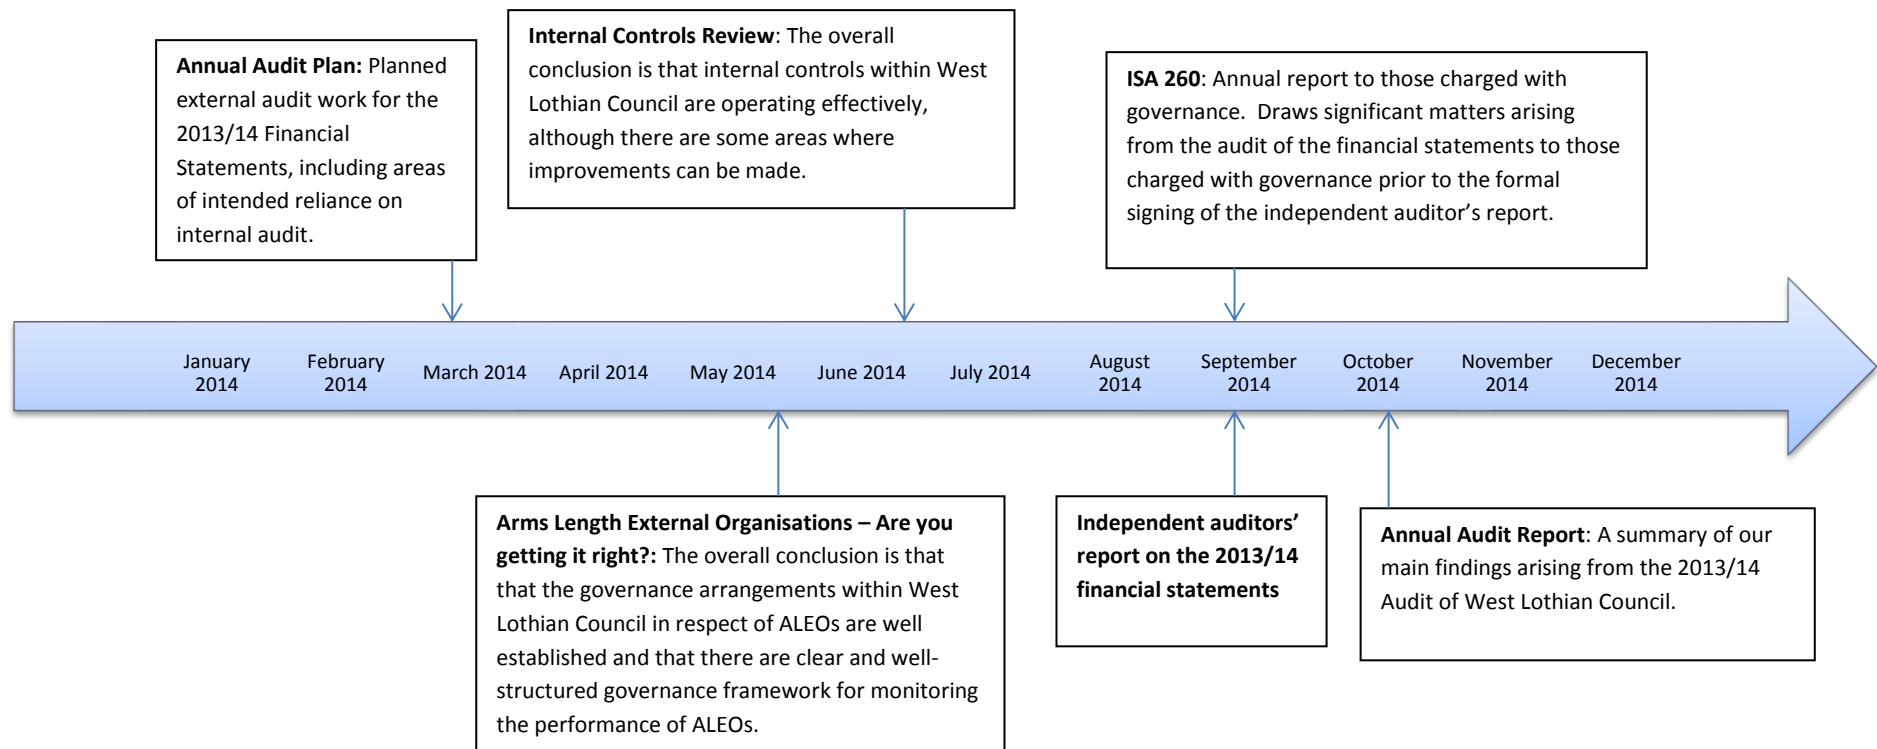 Annual Audit Plan: Planned
external audit work for the
2013/14 Financial
Statements, including areas
of intended reliance on
internal audit.
Internal Controls Review: The overall
conclusion is that internal controls within West
Lothian Council are operating effectively,
although there are some areas where
improvements can be made.
ISA 260: Annual report to those charged with
governance.  Draws significant matters arising
from the audit of the financial statements to those
charged with governance prior to the formal
signing of the independent auditor’s report.
January
2014
February
2014
March 2014
April 2014
May 2014
June 2014
July 2014
August
2014
September
2014
October
2014
November
2014
December
2014
Arms Length External Organisations – Are you
getting it right?: The overall conclusion is that
that the governance arrangements within West
Lothian Council in respect of ALEOs are well
established and that there are clear and well-
structured governance framework for monitoring
the performance of ALEOs.
Independent auditors’
report on the 2013/14
financial statements
Annual Audit Report: A summary of our
main findings arising from the 2013/14
Audit of West Lothian Council.